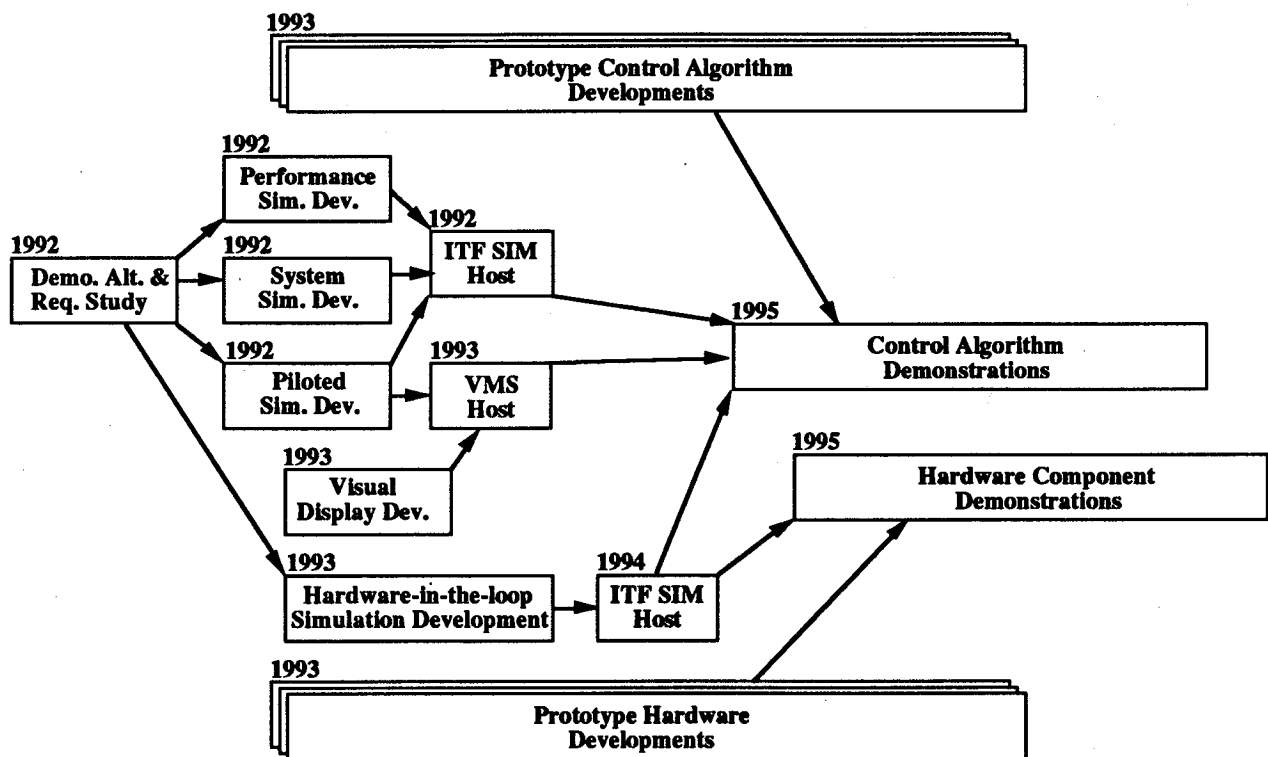 1993
Prototype Control Algorithm
Developments
1992
Performance
Sim. Dev.
1992
Demo. Alt. &
Req. Study
1992
System
Sim. Dev.
1992
ITF SIM
Host
1992
Piloted
Sim. Dev.
1993
VMS
Host
1995
Control Algorithm
Demonstrations
1993
Visual
Display Dev.
1995
Hardware Component
Demonstrations
1993
Hardware-in-the-loop
Simulation Development
1994
ITF SIM
Host
1993
Prototype Hardware
Developments